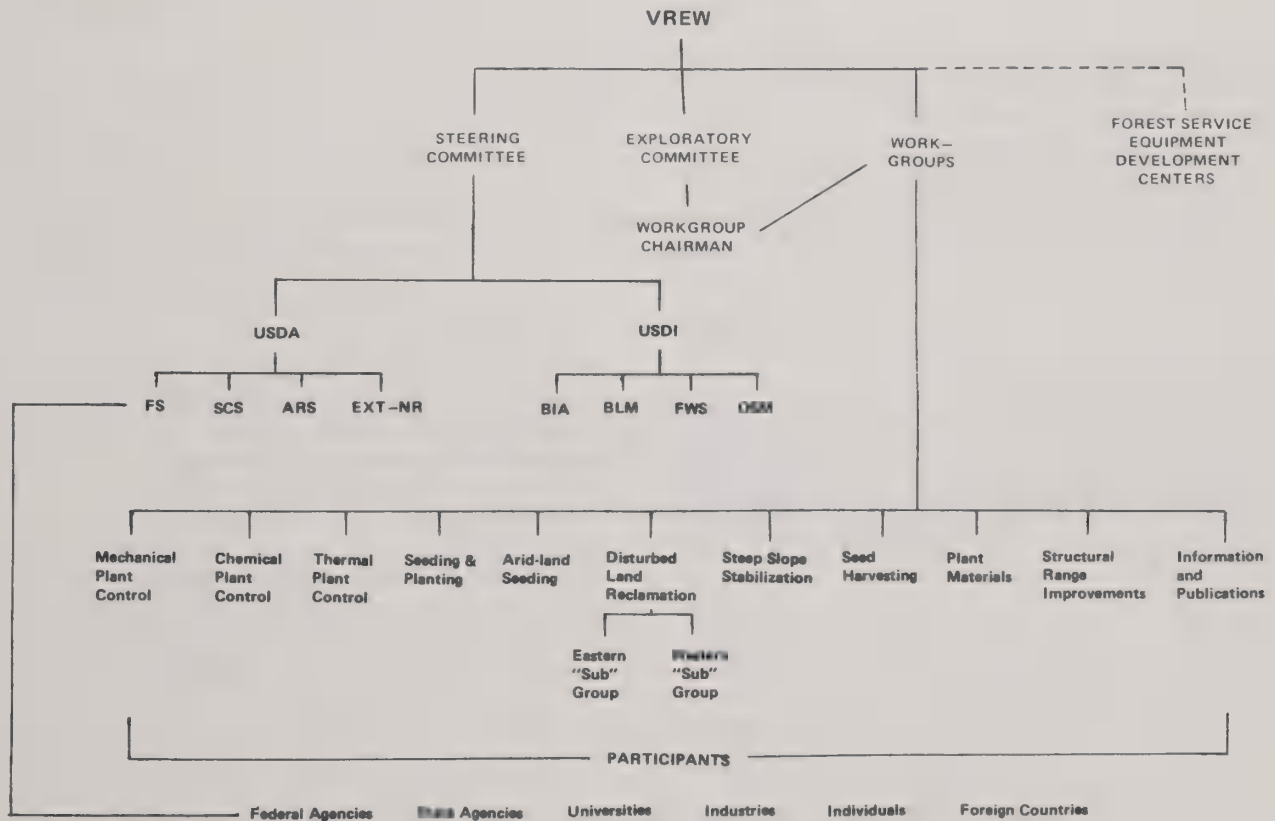 VREW
STEERING
COMMITTEE
EXPLORATORY
COMMITTEE
WORK–
GROUPS
FOREST SERVICE
EQUIPMENT
DEVELOPMENT
CENTERS
WORKGROUP
CHAIRMAN
USDA
USDI
FS
SCS
ARS
EXT–NR
BIA
BLM
FWS
OSM
Mechanical
Plant
Control
Chemical
Plant
Control
Thermal
Plant
Control
Seeding &
Planting
Arid-land
Seeding
Disturbed
Land
Reclamation
Steep Slope
Stabilization
Seed
Harvesting
Plant
Materials
Structural
Range
Improvements
Information
and
Publications
Eastern
"Sub"
Group
"Sub"
Group
PARTICIPANTS
Federal Agencies
Agencies
Universities
Industries
Individuals
Foreign Countries